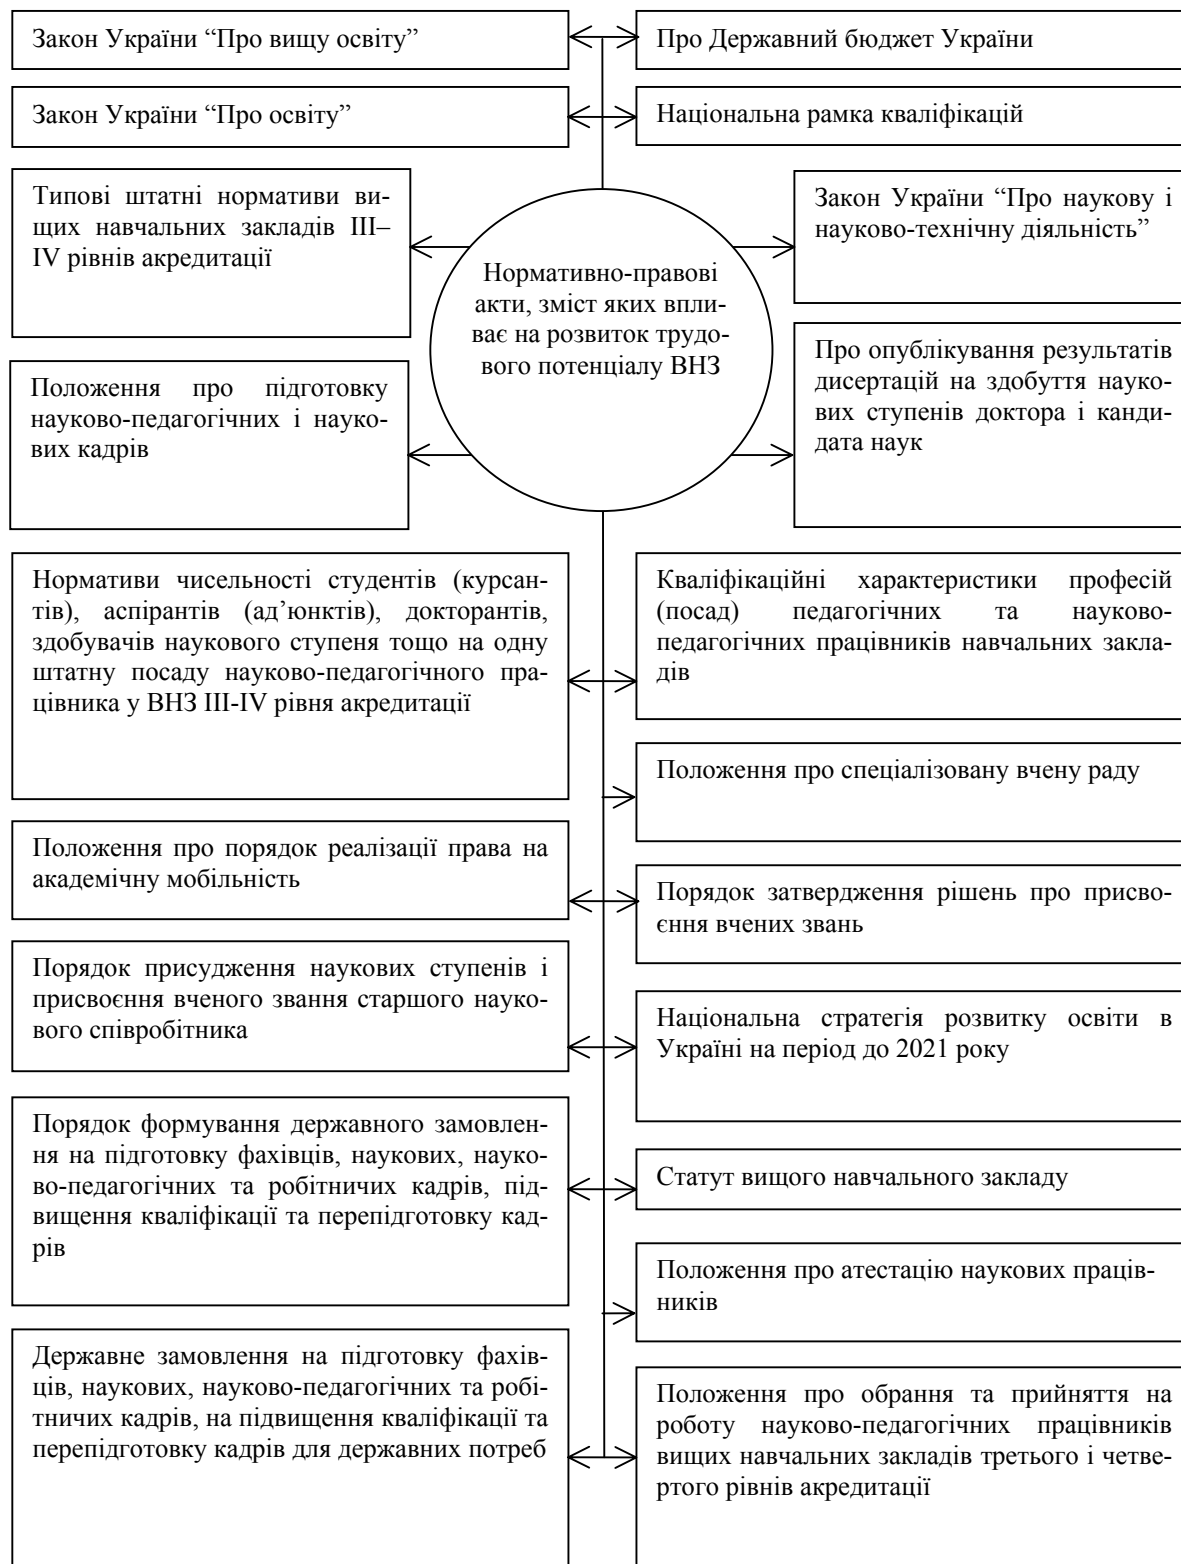 Закон України “Про вищу освіту”
Про Державний бюджет України
Закон України “Про освіту”
Національна рамка кваліфікацій
Типові штатні нормативи ви-
щих навчальних закладів III–
IV рівнів акредитації
Закон України “Про наукову і
науково-технічну діяльність”
Нормативно-правові
акти, зміст яких впли-
ває на розвиток трудо-
вого потенціалу ВНЗ
Положення про підготовку
науково-педагогічних і науко-
вих кадрів
Про опублікування результатів
дисертацій на здобуття науко-
вих ступенів доктора і канди-
дата наук
Нормативи чисельності студентів (курсан-
тів), аспірантів (ад’юнктів), докторантів,
здобувачів наукового ступеня тощо на одну
штатну посаду науково-педагогічного пра-
цівника у ВНЗ III-IV рівня акредитації
Кваліфікаційні характеристики професій
(посад) педагогічних та науково-
педагогічних працівників навчальних закла-
дів
Положення про спеціалізовану вчену раду
Положення про порядок реалізації права на
академічну мобільність
Порядок затвердження рішень про присво-
єння вчених звань
Порядок присудження наукових ступенів і
присвоєння вченого звання старшого науко-
вого співробітника
Національна стратегія розвитку освіти в
Україні на період до 2021 року
Порядок формування державного замовлен-
ня на підготовку фахівців, наукових, науко-
во-педагогічних та робітничих кадрів, під-
вищення кваліфікації та перепідготовку кад-
рів
Статут вищого навчального закладу
Положення про атестацію наукових праців-
ників
Державне замовлення на підготовку фахів-
ців, наукових, науково-педагогічних та робі-
тничих кадрів, на підвищення кваліфікації та
перепідготовку кадрів для державних потреб
Положення про обрання та прийняття на
роботу науково-педагогічних працівників
вищих навчальних закладів третього і четве-
ртого рівнів акредитації